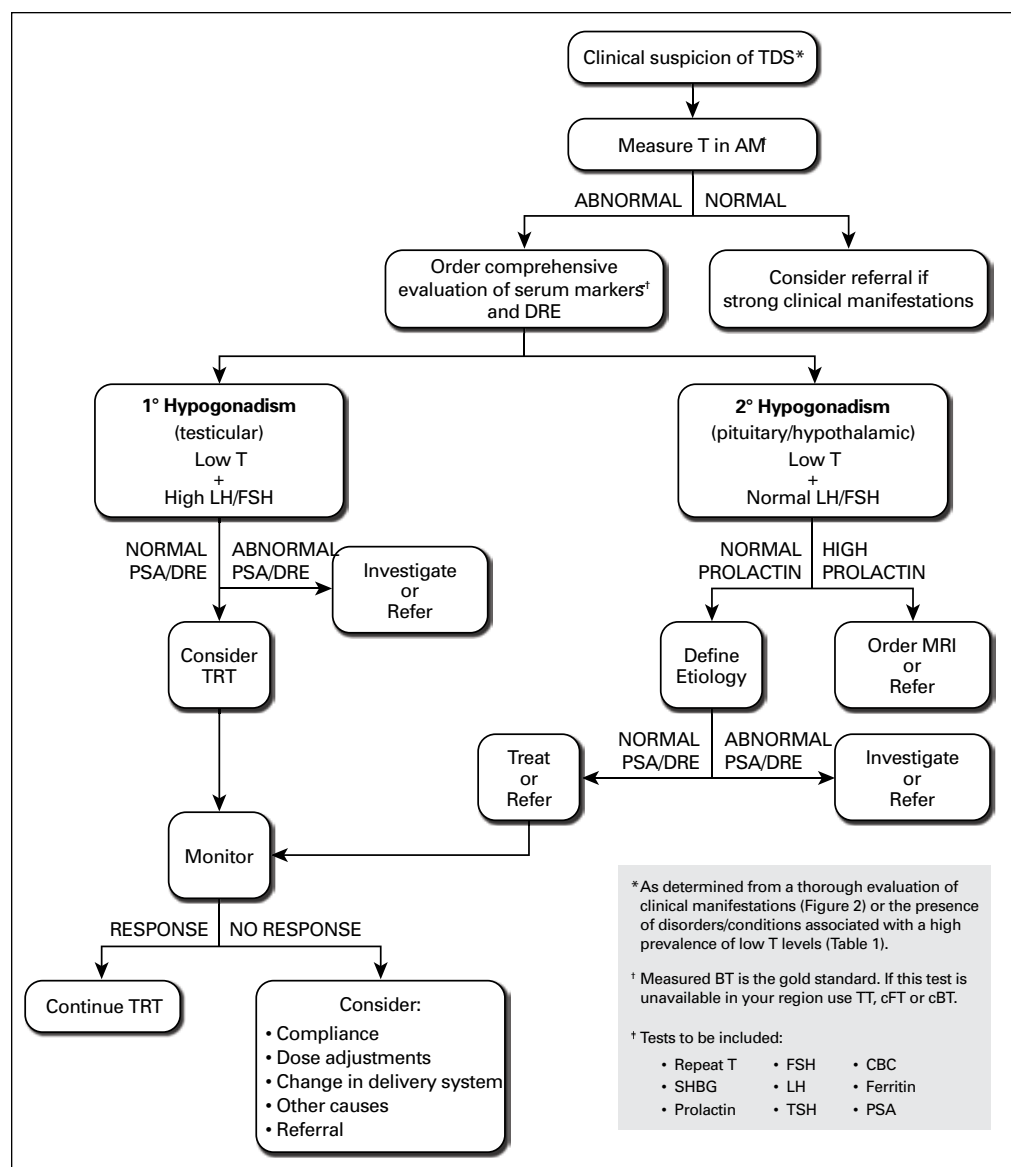 Clinical suspicion of TDS*
Measure T in AM†
ABNORMAL
NORMAL
Order comprehensive
evaluation of serum markers†
and DRE
Consider referral if
strong clinical manifestations
1° Hypogonadism
(testicular)
Low T
+
High LH/FSH
2° Hypogonadism
(pituitary/hypothalamic)
Low T
+
Normal LH/FSH
NORMAL
PSA/DRE
ABNORMAL
PSA/DRE
Investigate
or
Refer
NORMAL
PROLACTIN
HIGH
PROLACTIN
Consider
TRT
Define
Etiology
Order MRI
or
Refer
NORMAL
PSA/DRE
ABNORMAL
PSA/DRE
Treat
or
Refer
Investigate
or
Refer
Monitor
RESPONSE
NO RESPONSE
Continue TRT
Consider:
• Compliance
• Dose adjustments
• Change in delivery system
• Other causes
• Referral
*As determined from a thorough evaluation of
clinical manifestations (Figure 2) or the presence
of disorders/conditions associated with a high
prevalence of low T levels (Table 1).
† Measured BT is the gold standard. If this test is
unavailable in your region use TT, cFT or cBT.
† Tests to be included:
• Repeat T • FSH • CBC
• SHBG • LH • Ferritin
• Prolactin • TSH • PSA